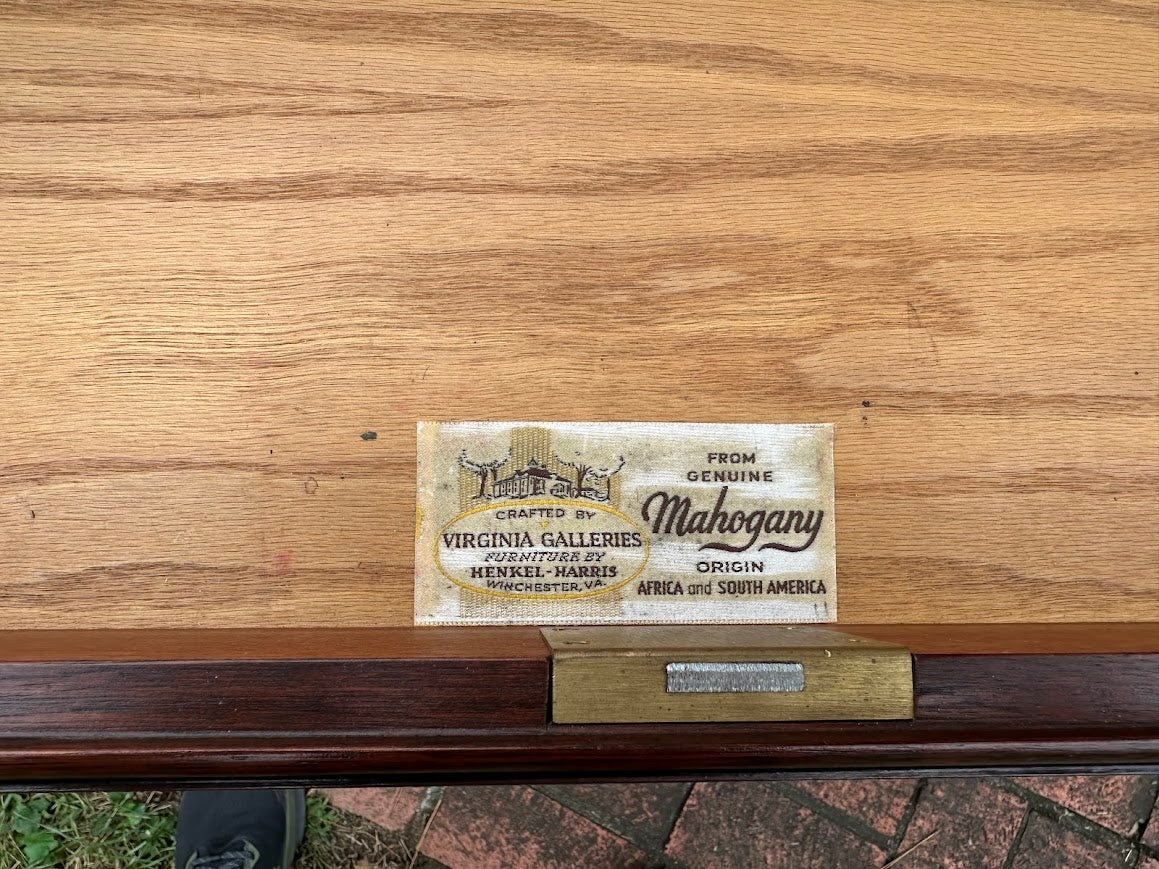 CRAFTED BY
VIRGINIA GALLERIES
FURNITURE BY
HENKEL-HARRIS
WINCHESTER, VA.
FROM
GENUINE
Mahogany
ORIGIN
AFRICA and SOUTH AMERICA